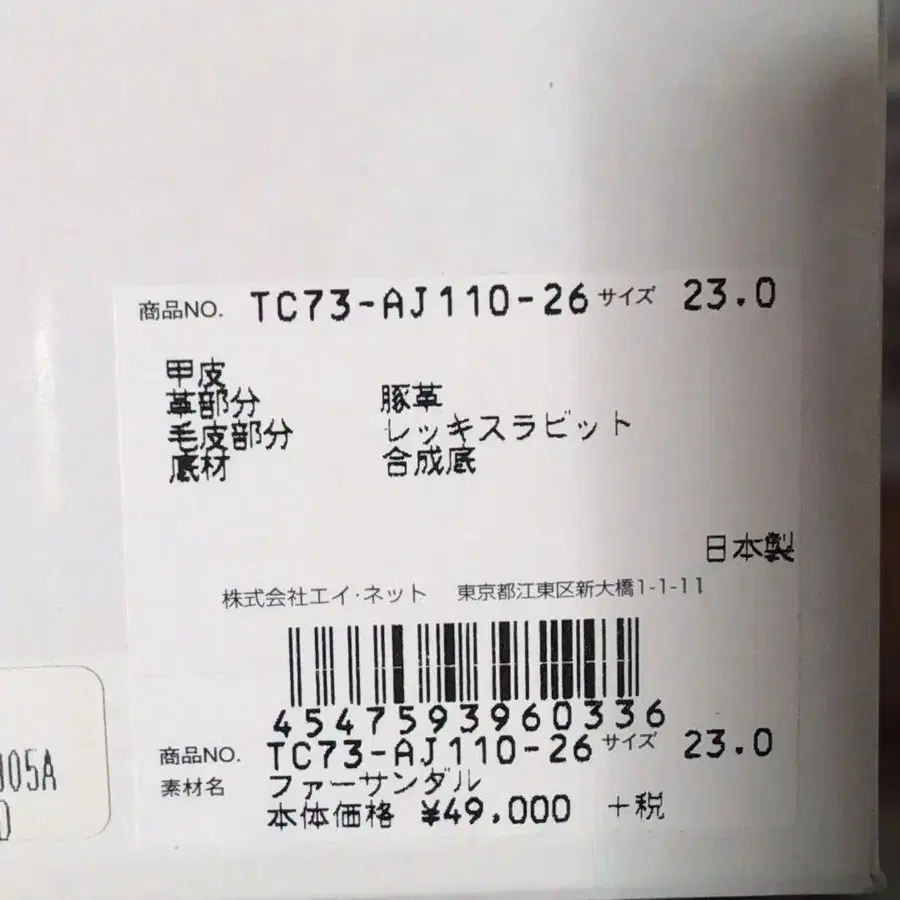 商品NO. TC73-AJ110-26 サイズ 23.0
甲皮
革部分 豚革
毛皮部分 レッキスラビット
底材 合成底
日本製
株式会社エイ・ネット 東京都江東区新大橋1-1-11
4547593960336
商品NO. TC73-AJ110-26 サイズ 23.0
素材名 ファーサンダル
本体価格 ¥49,000 +税